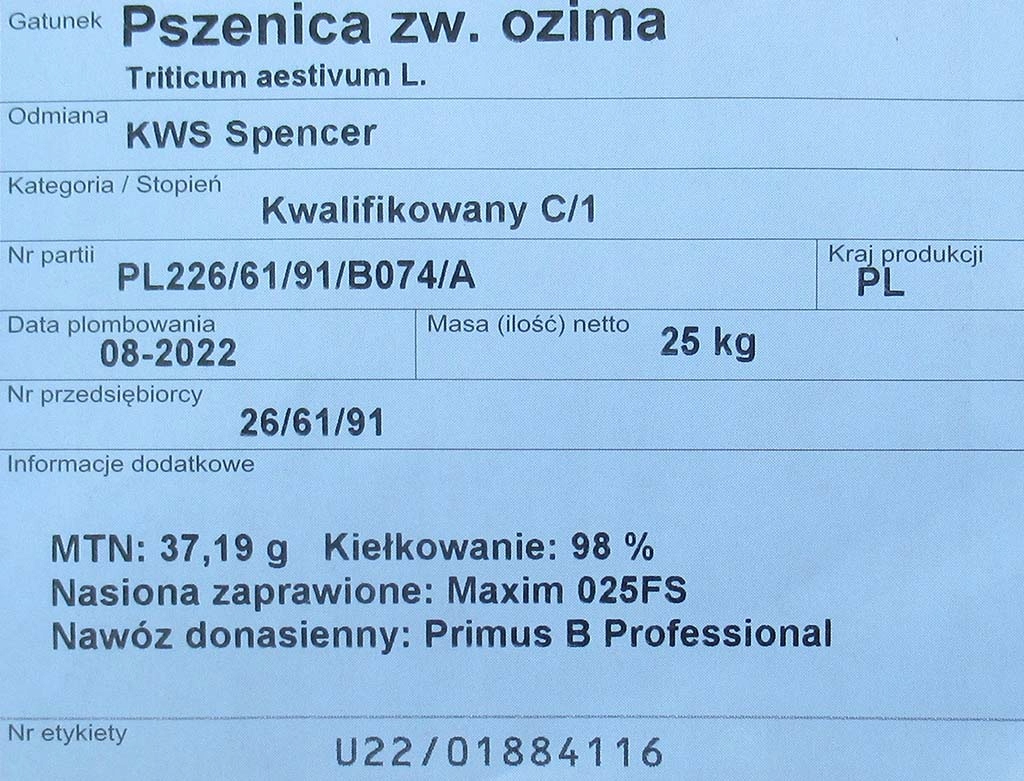 Gatunek Pszenica zw. ozima
Triticum aestivum L.
Odmiana KWS Spencer
Kategoria / Stopień
Kwalifikowany C/1
Nr partii PL226/61/91/B074/A
Kraj produkcji
PL
Data plombowania
08-2022
Masa (ilość) netto 25 kg
Nr przedsiębiorcy
26/61/91
Informacje dodatkowe
MTN: 37,19 g Kiełkowanie: 98 %
Nasiona zaprawione: Maxim 025FS
Nawóz donasienny: Primus B Professional
Nr etykiety U22/01884116